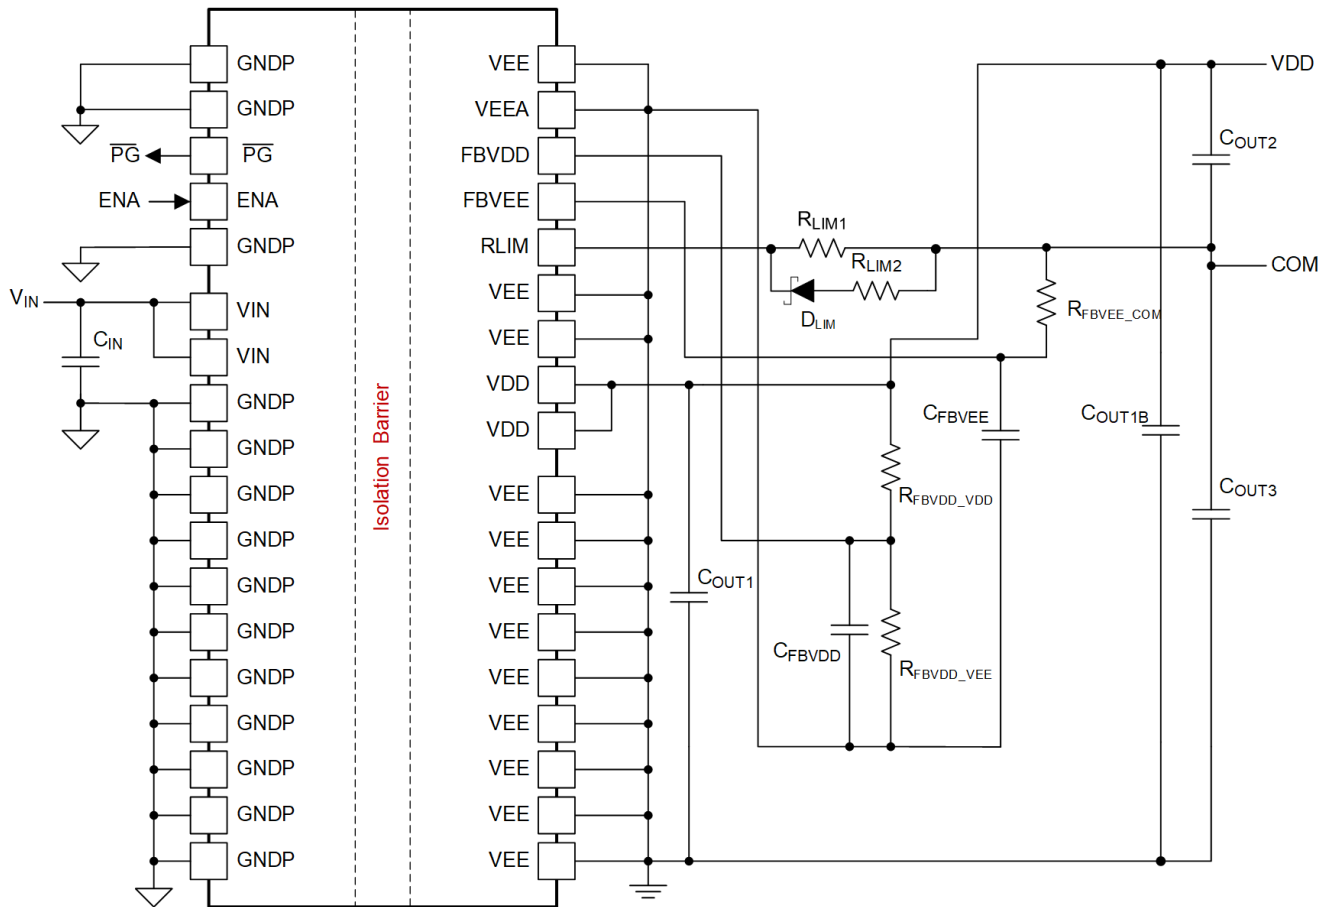 GNDP
GNDP
PG
PG
ENA
ENA
GNDP
VIN
VIN
CIN
VIN
GNDP
GNDP
GNDP
GNDP
GNDP
GNDP
GNDP
GNDP
GNDP
GNDP
GNDP
Isolation Barrier
VEE
VEEA
FBVDD
FBVEE
RLIM
VEE
VEE
VDD
VDD
VEE
VEE
VEE
VEE
VEE
VEE
VEE
VEE
VEE
RLIM1
RLIM2
DLIM
RFBVEE_COM
CFBVEE
RFBVDD_VDD
COUT1
CFBVDD
RFBVDD_VEE
COUT1B
VDD
COUT2
COM
COUT3